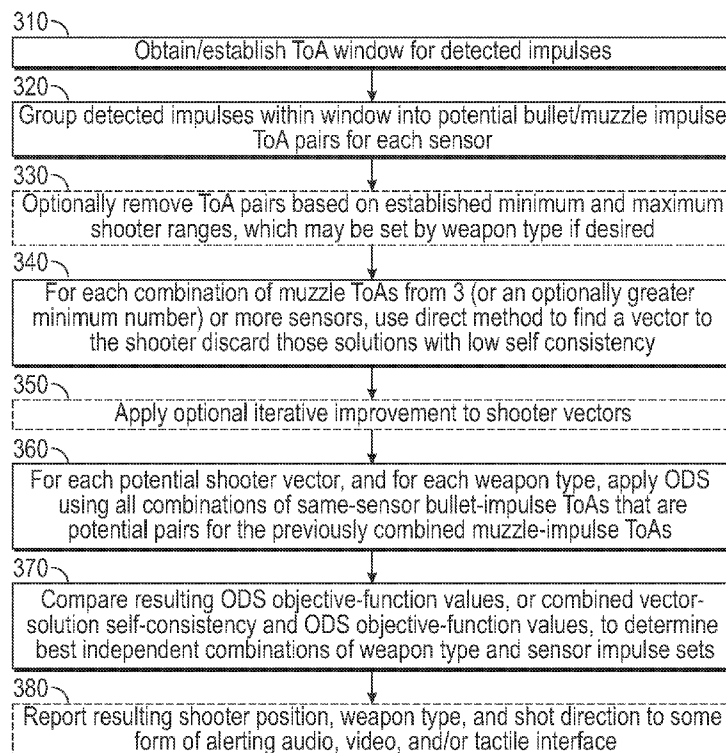 310
Obtain/establish ToA window for detected impulses
320
Group detected impulses within window into potential bullet/muzzle impulse
ToA pairs for each sensor
330
Optionally remove ToA pairs based on established minimum and maximum
shooter ranges, which may be set by weapon type if desired
340
For each combination of muzzle ToAs from 3 (or an optionally greater
minimum number) or more sensors, use direct method to find a vector to
the shooter discard those solutions with low self consistency
350
Apply optional iterative improvement to shooter vectors
360
For each potential shooter vector, and for each weapon type, apply ODS
using all combinations of same-sensor bullet-impulse ToAs that are
potential pairs for the previously combined muzzle-impulse ToAs
370
Compare resulting ODS objective-function values, or combined vector-
solution self-consistency and ODS objective-function values, to determine
best independent combinations of weapon type and sensor impulse sets
380
Report resulting shooter position, weapon type, and shot direction to some
form of alerting audio, video, and/or tactile interface